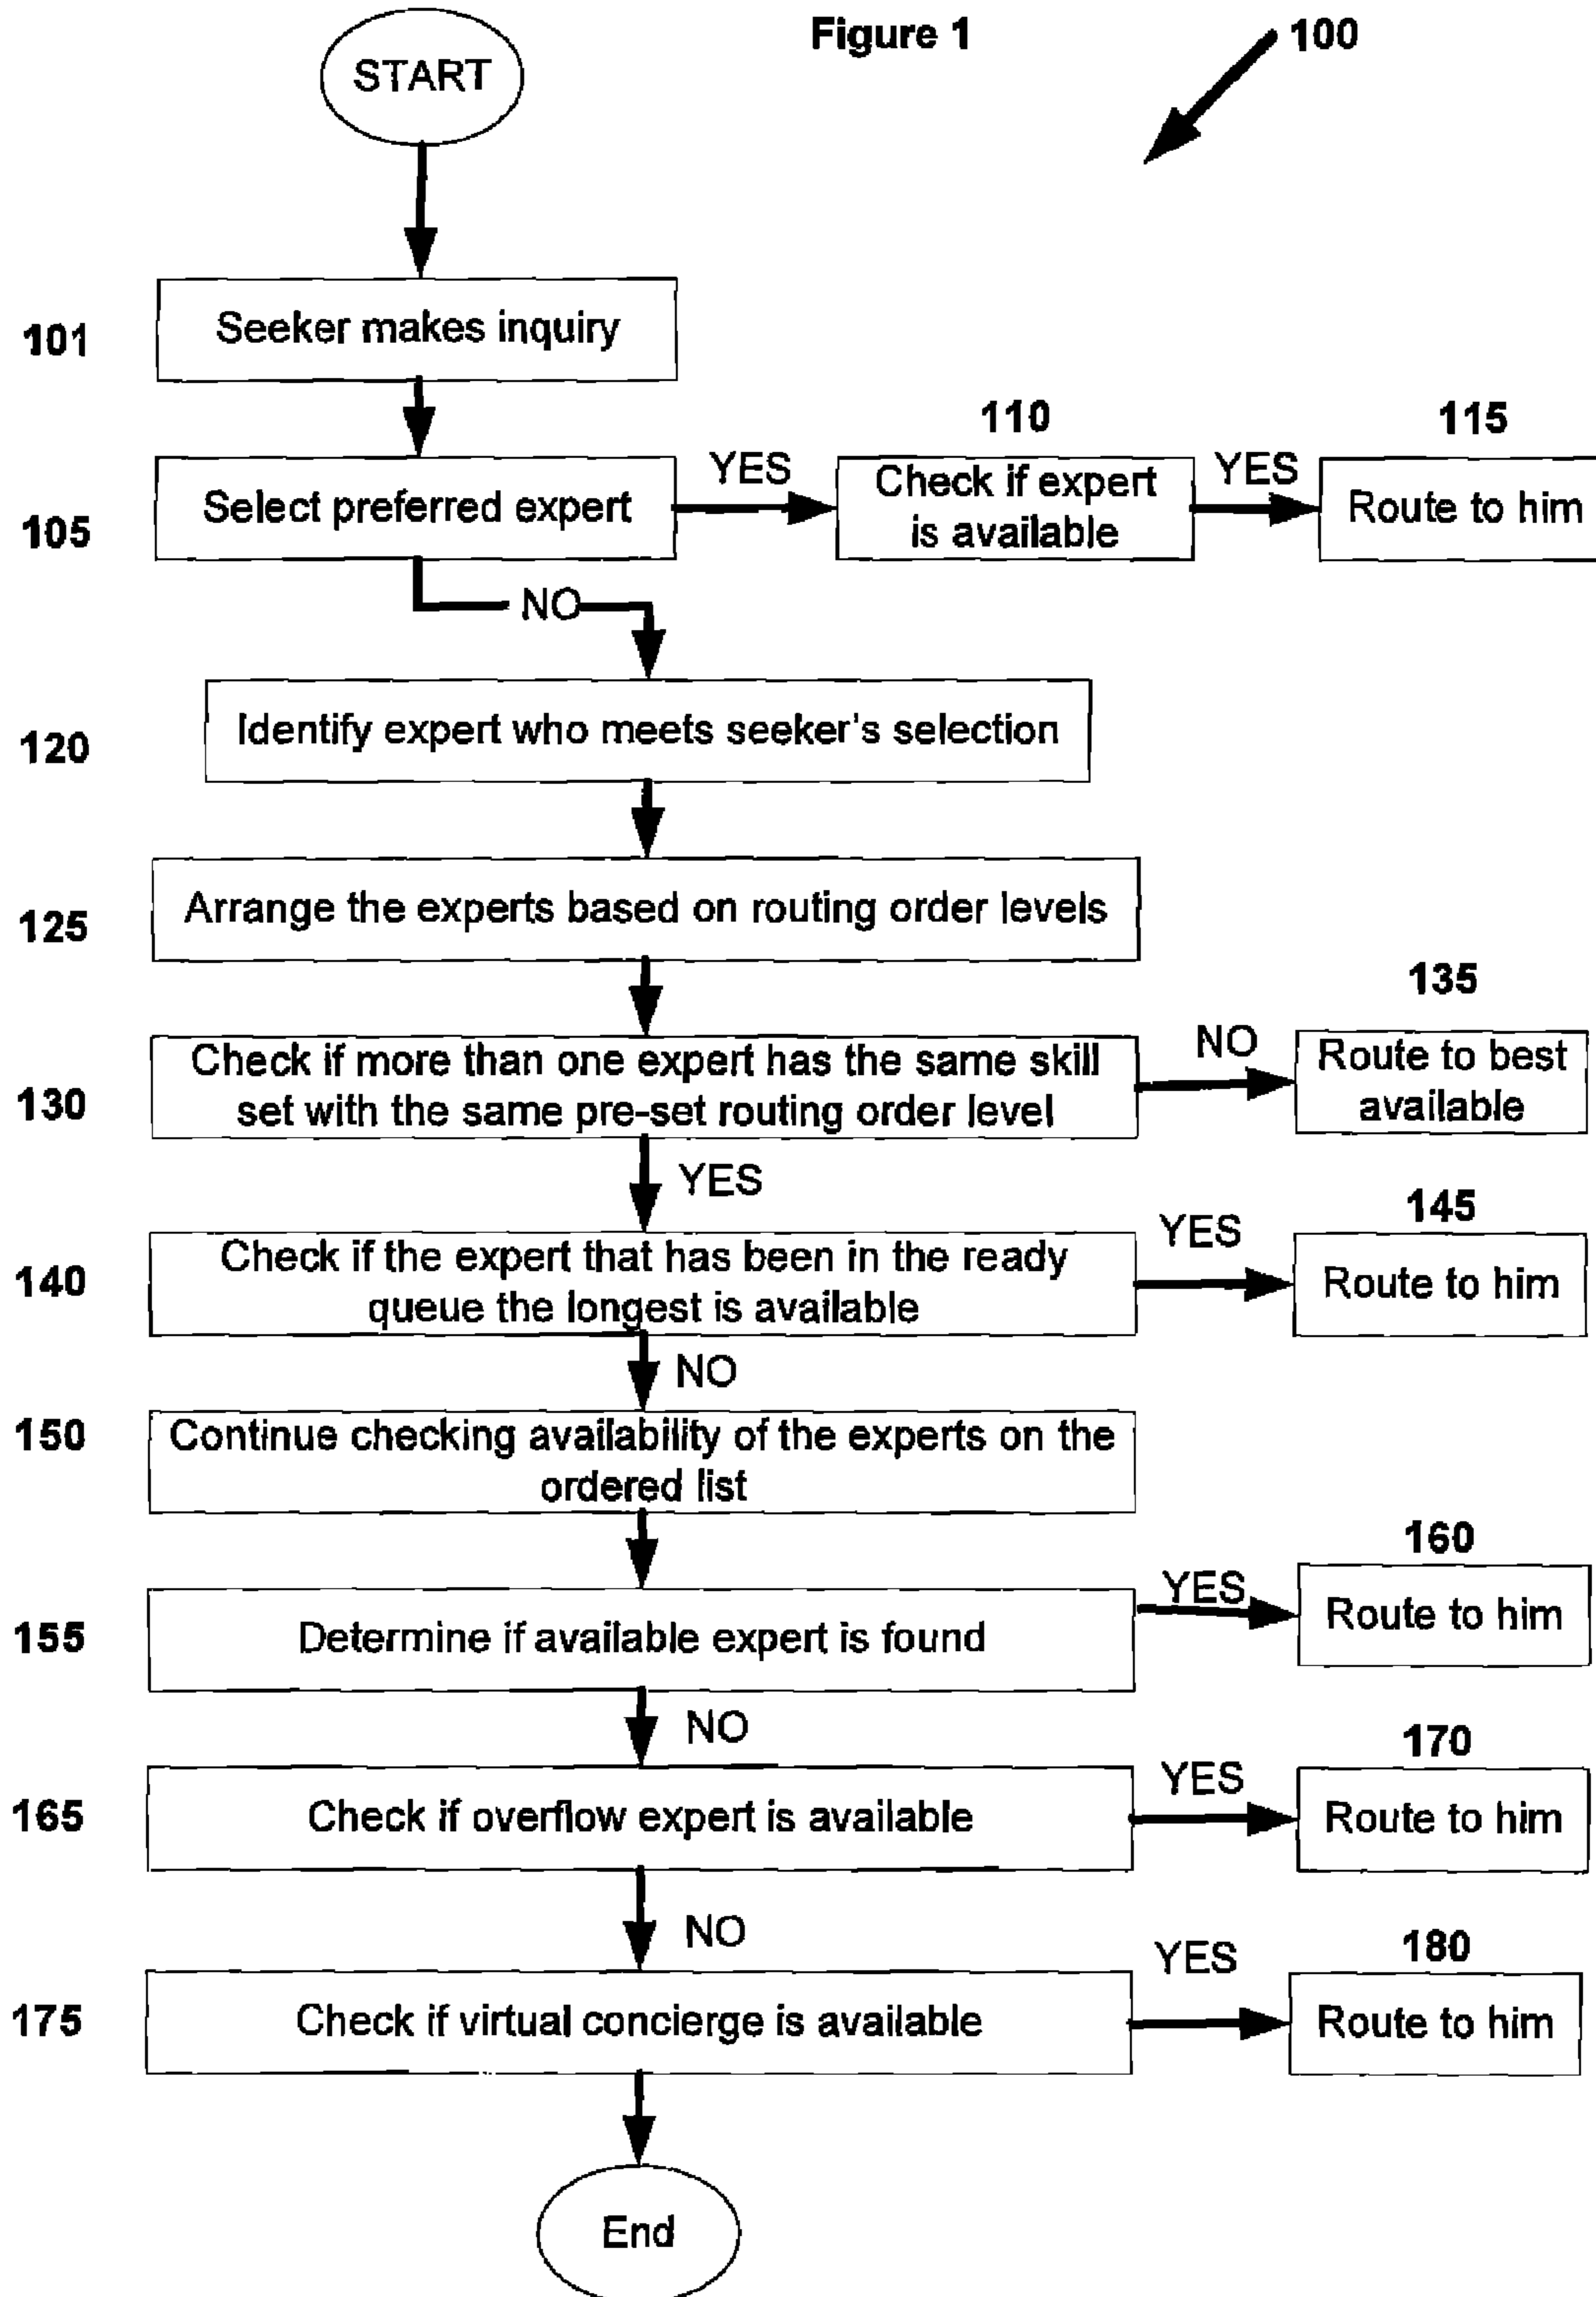 Figure 1
100
START
101
Seeker makes inquiry
105
Select preferred expert
YES
110
Check if expert
is available
YES
115
Route to him
NO
120
Identify expert who meets seeker's selection
125
Arrange the experts based on routing order levels
130
Check if more than one expert has the same skill
set with the same pre-set routing order level
NO
135
Route to best
available
YES
140
Check if the expert that has been in the ready
queue the longest is available
YES
145
Route to him
NO
150
Continue checking availability of the experts on the
ordered list
155
Determine if available expert is found
YES
160
Route to him
NO
165
Check if overflow expert is available
YES
170
Route to him
NO
175
Check if virtual concierge is available
YES
180
Route to him
End